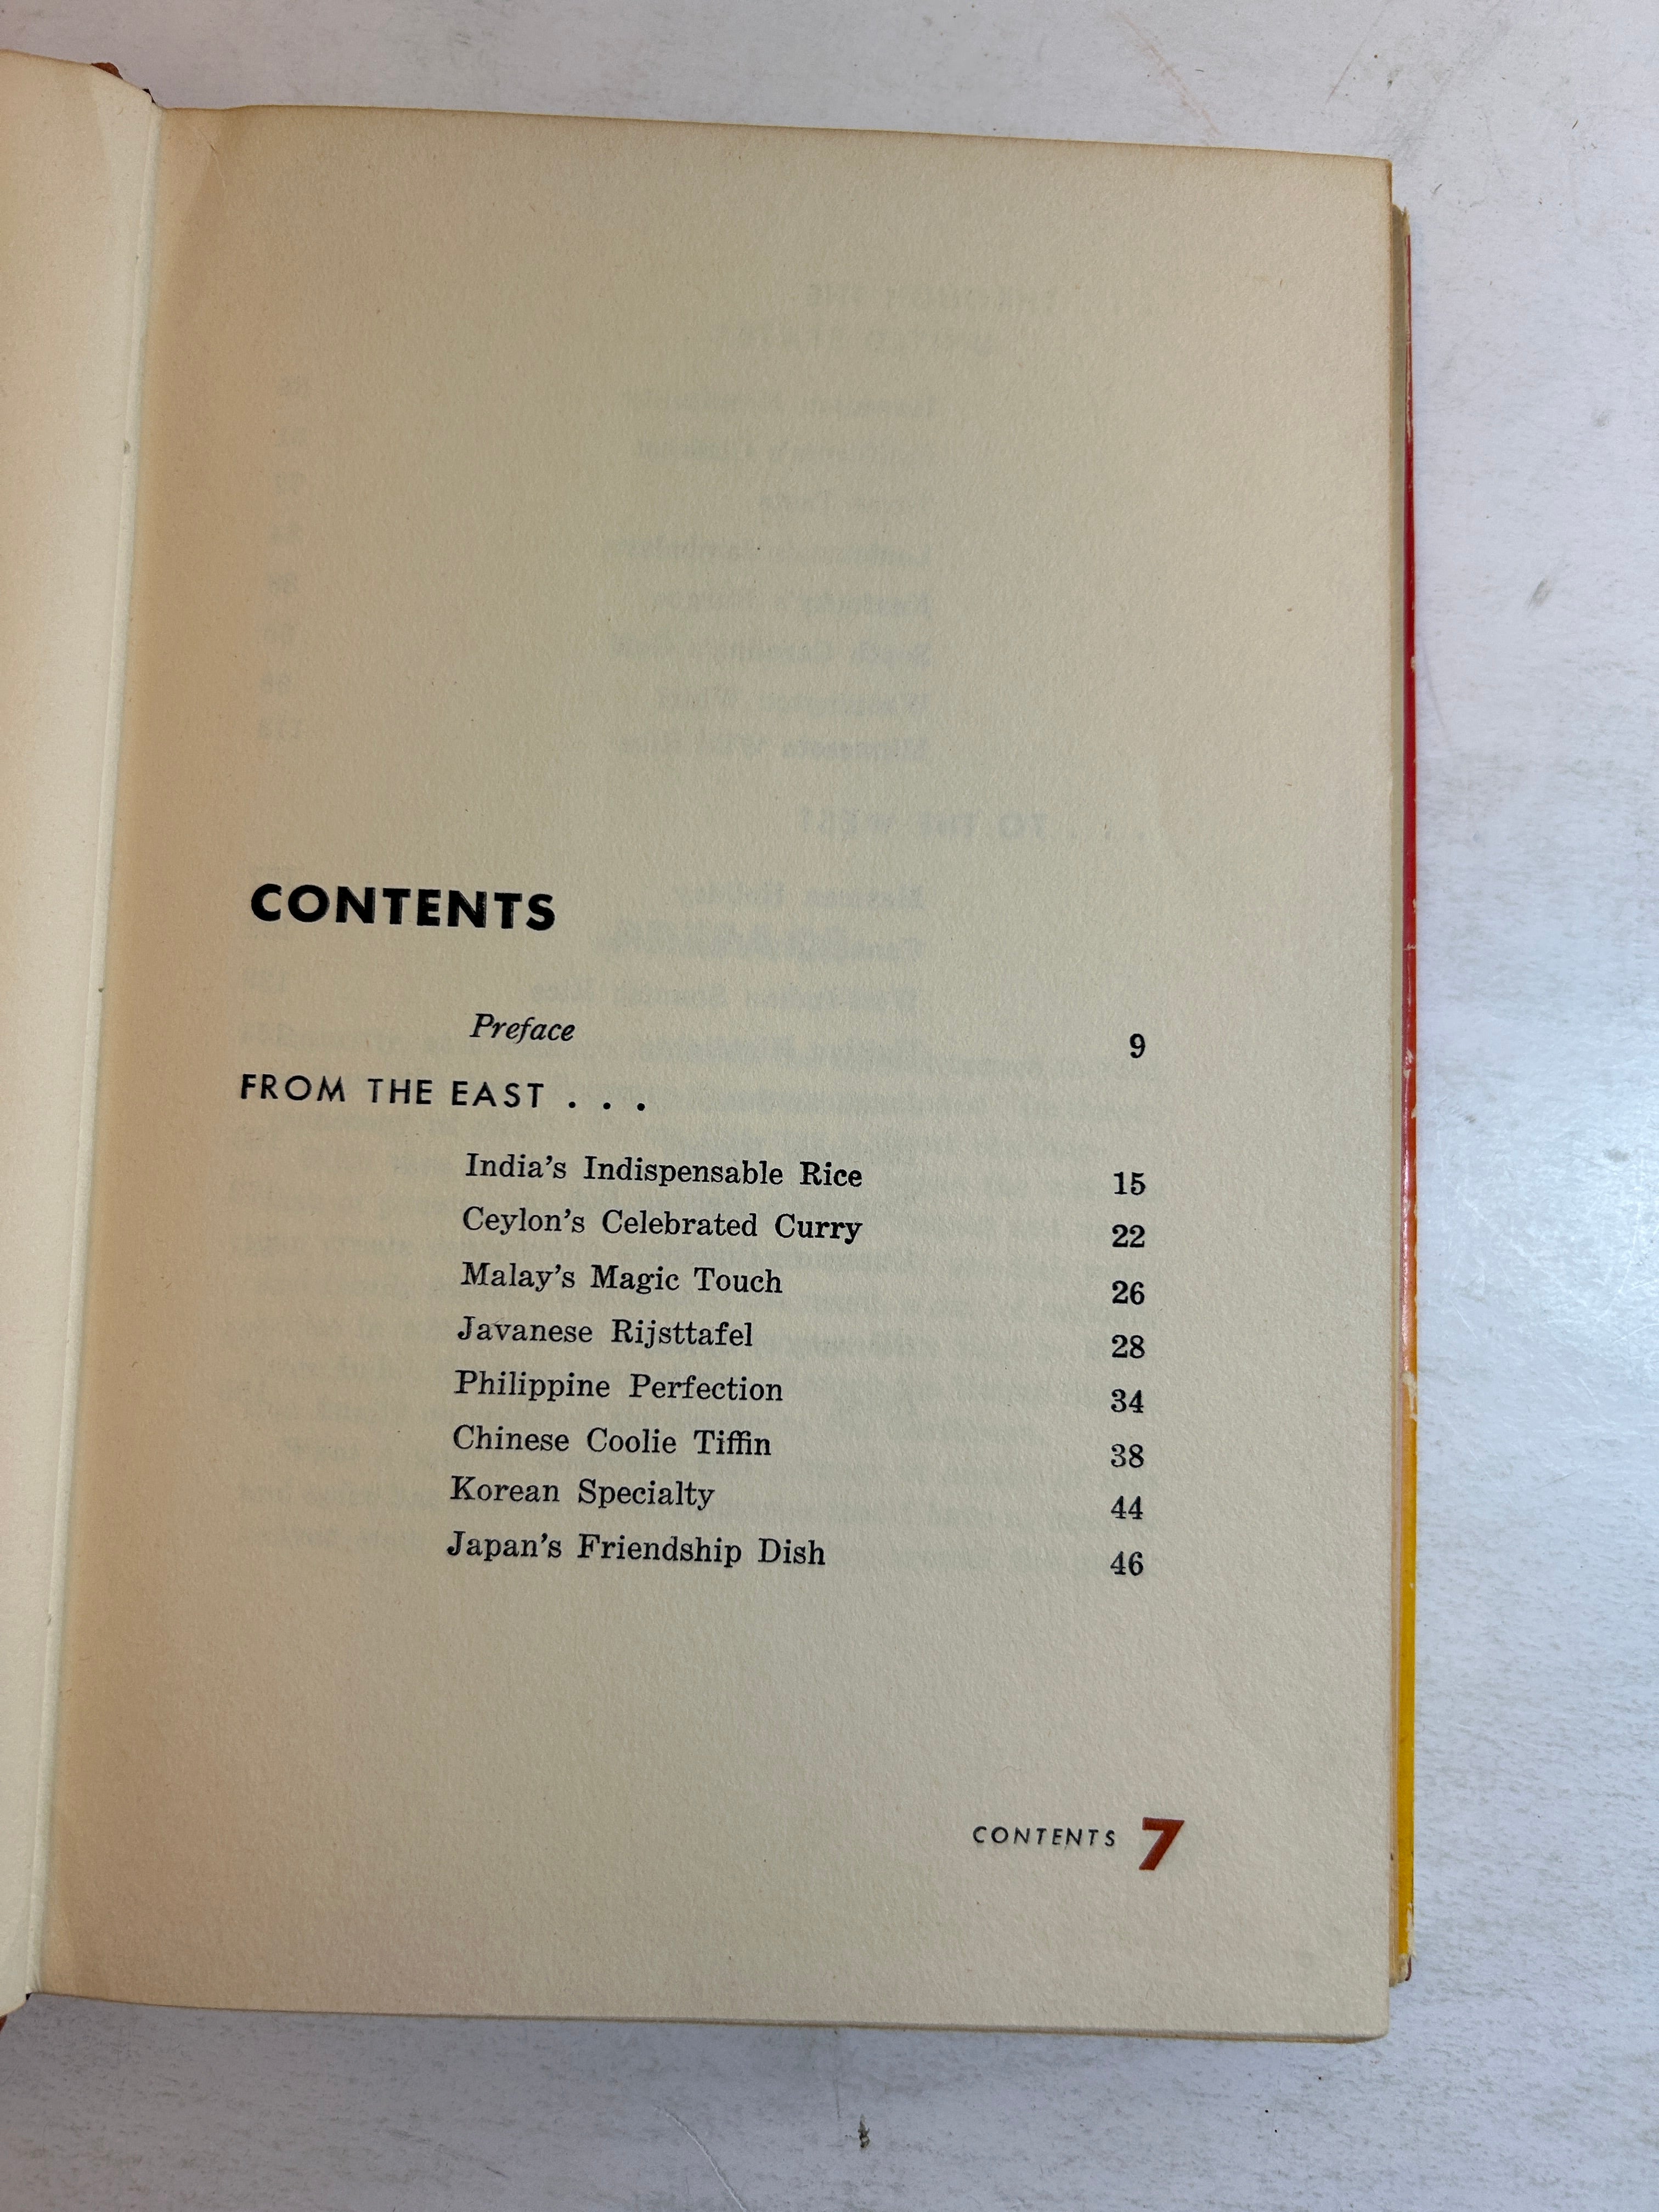 CONTENTS
Preface 9
FROM THE EAST . . .
India's Indispensable Rice 15
Ceylon's Celebrated Curry 22
Malay's Magic Touch 26
Javanese Rijsttafel 28
Philippine Perfection 34
Chinese Coolie Tiffin 38
Korean Specialty 44
Japan's Friendship Dish 46
CONTENTS 7